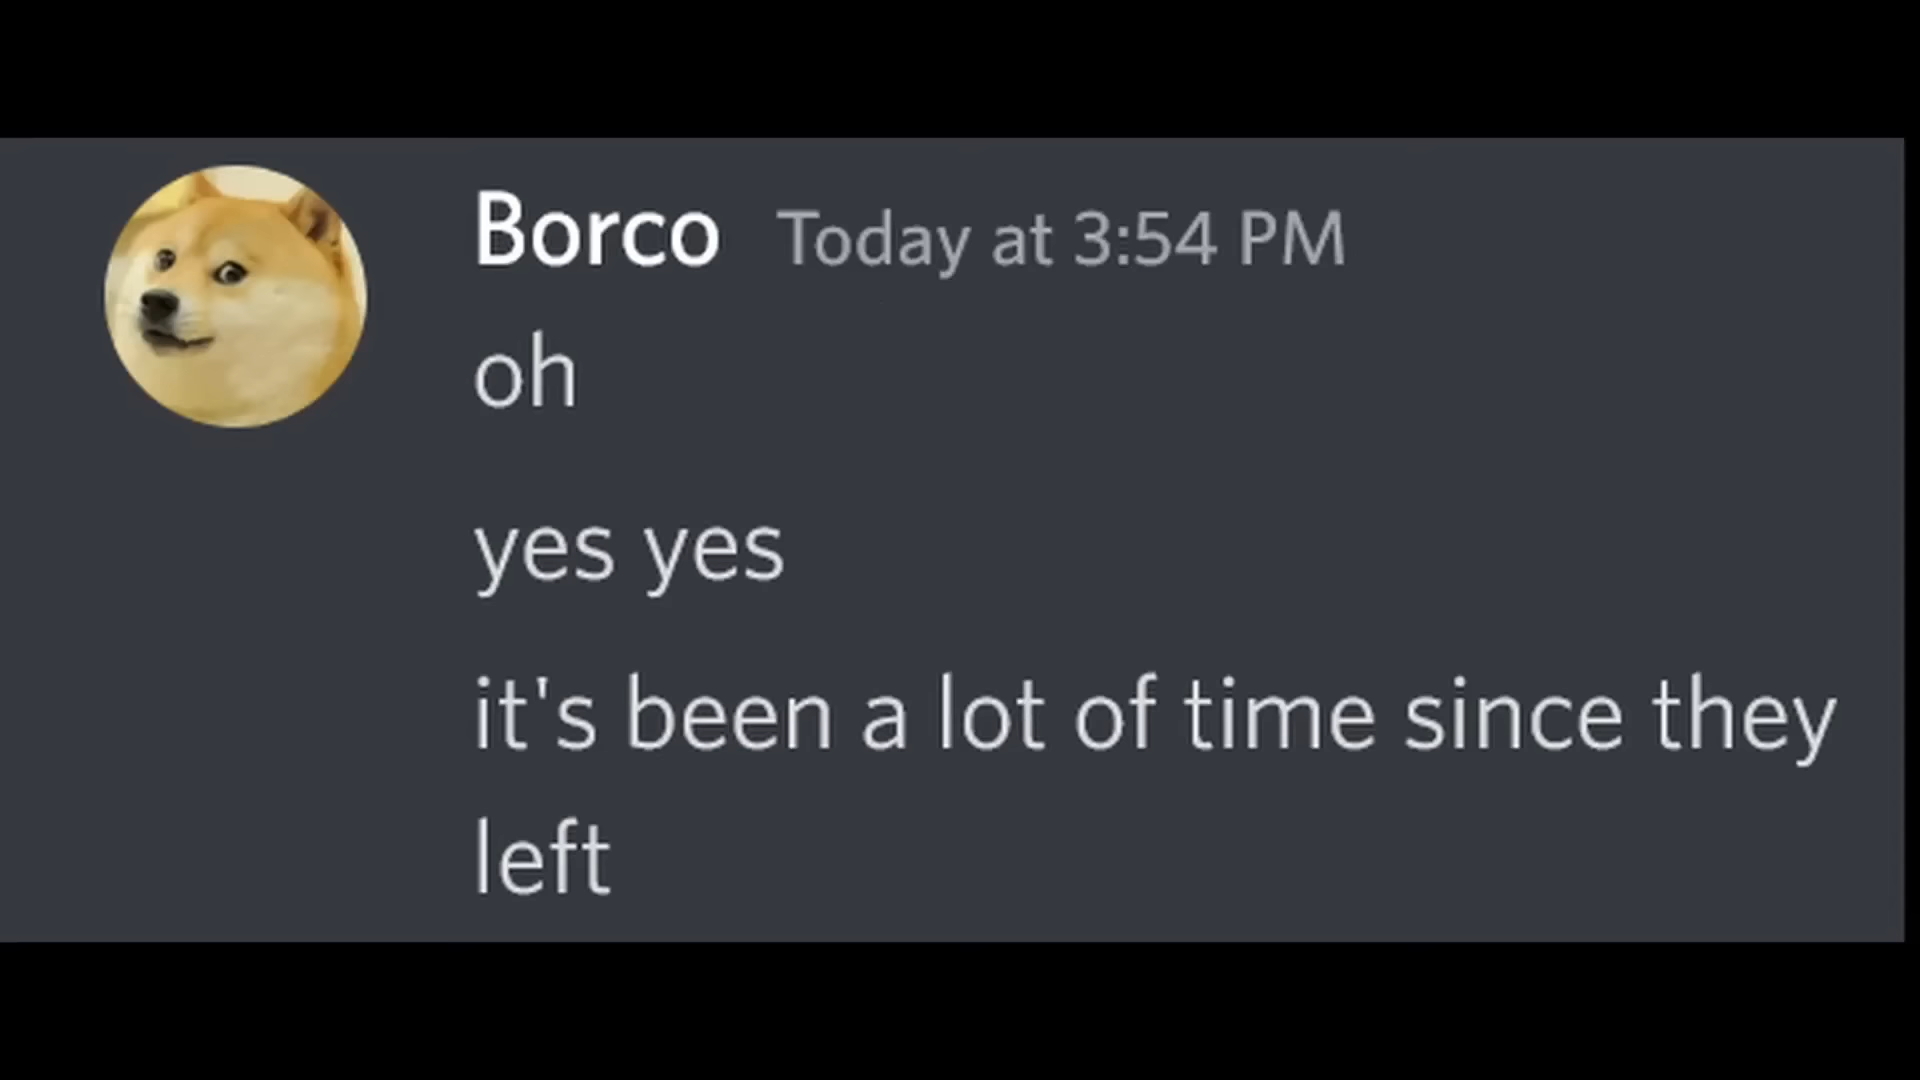 Borco Today at 3:54 PM
oh
yes yes
it's been a lot of time since they
left